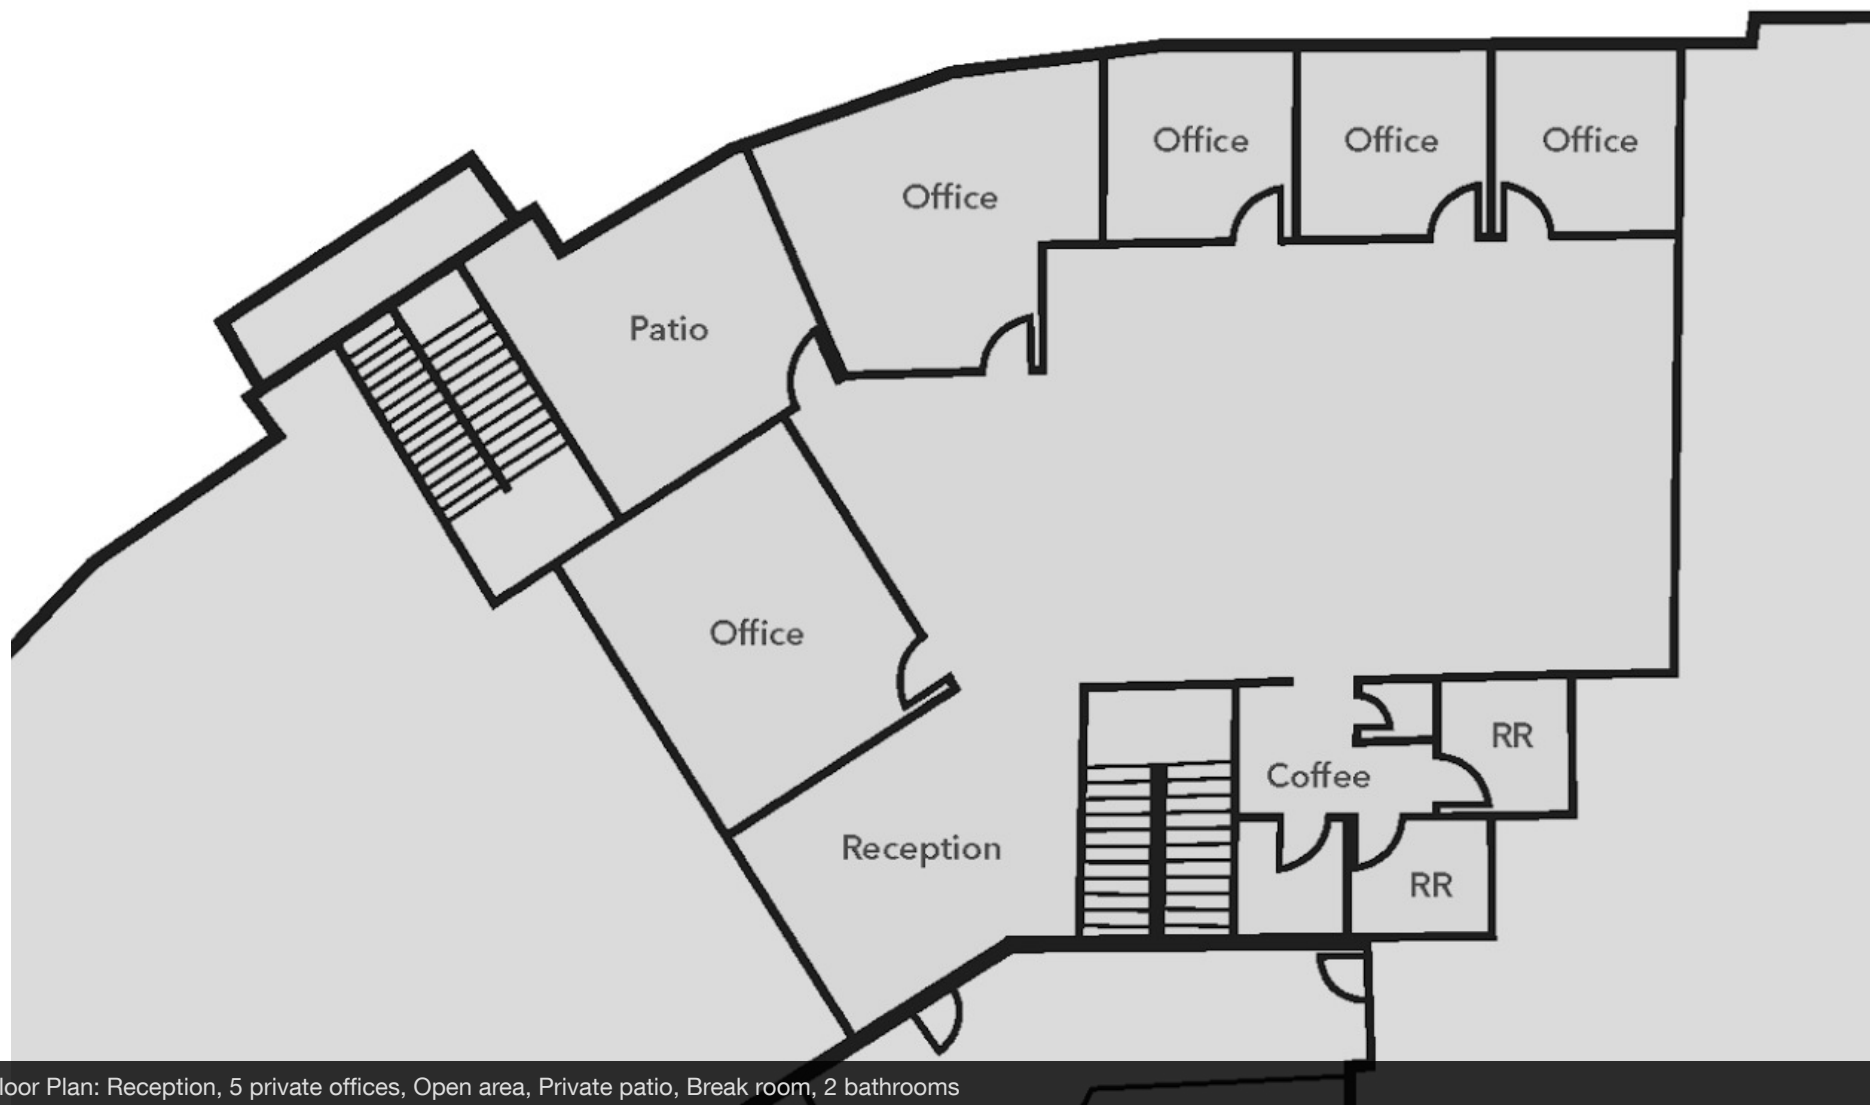 Office
Office
Office
Office
Patio
Office
RR
Coffee
Reception
RR
loor Plan: Reception, 5 private offices, Open area, Private patio, Break room, 2 bathrooms